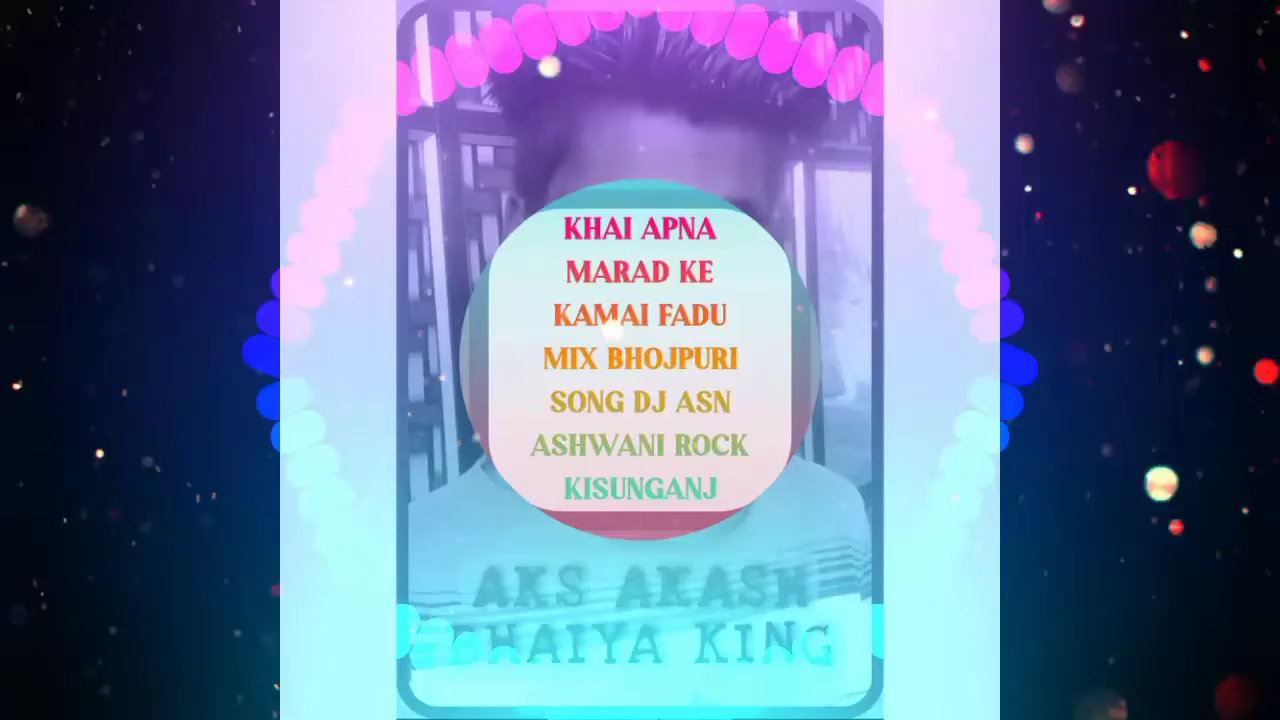 KHAI APNA
MARAD KE
KAMAI FADU
MIX BHOJPURI
SONG DJ ASN
ASHWANI ROCK
KISUNGANJ
AKS AKASH
BHAIYA KING